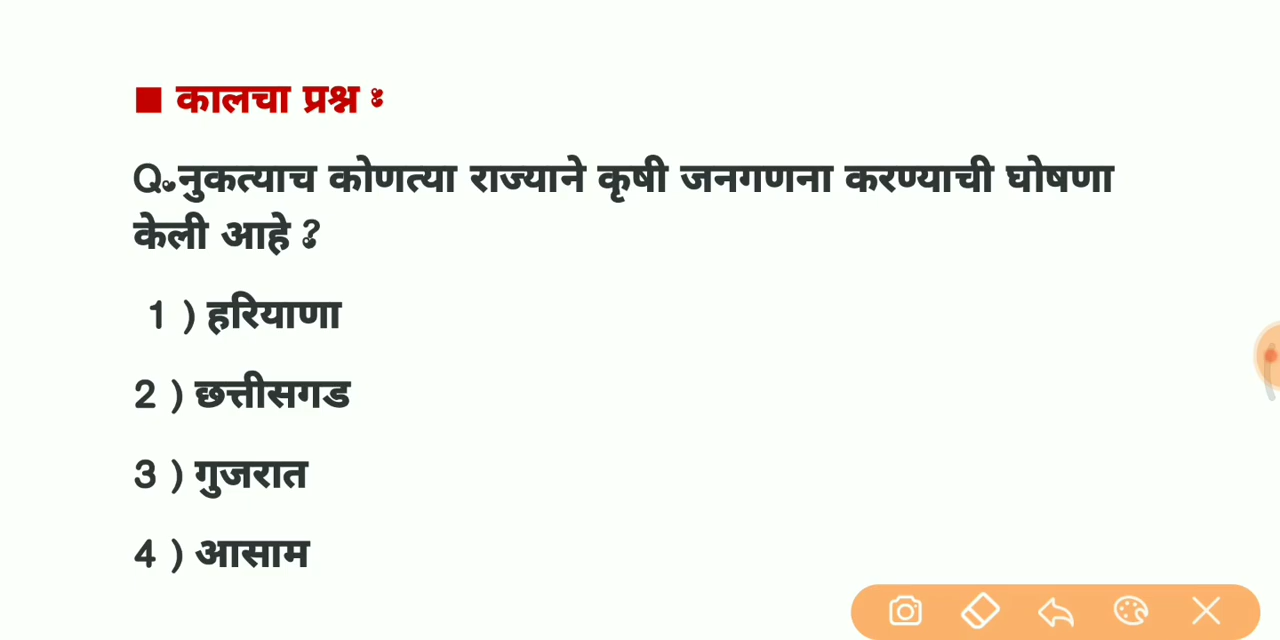 ■ कालचा प्रश्न :
Q.नुकत्याच कोणत्या राज्याने कृषी जनगणना करण्याची घोषणा
केली आहे ?
1 ) हरियाणा
2 ) छत्तीसगड
3 ) गुजरात
4 ) आसाम